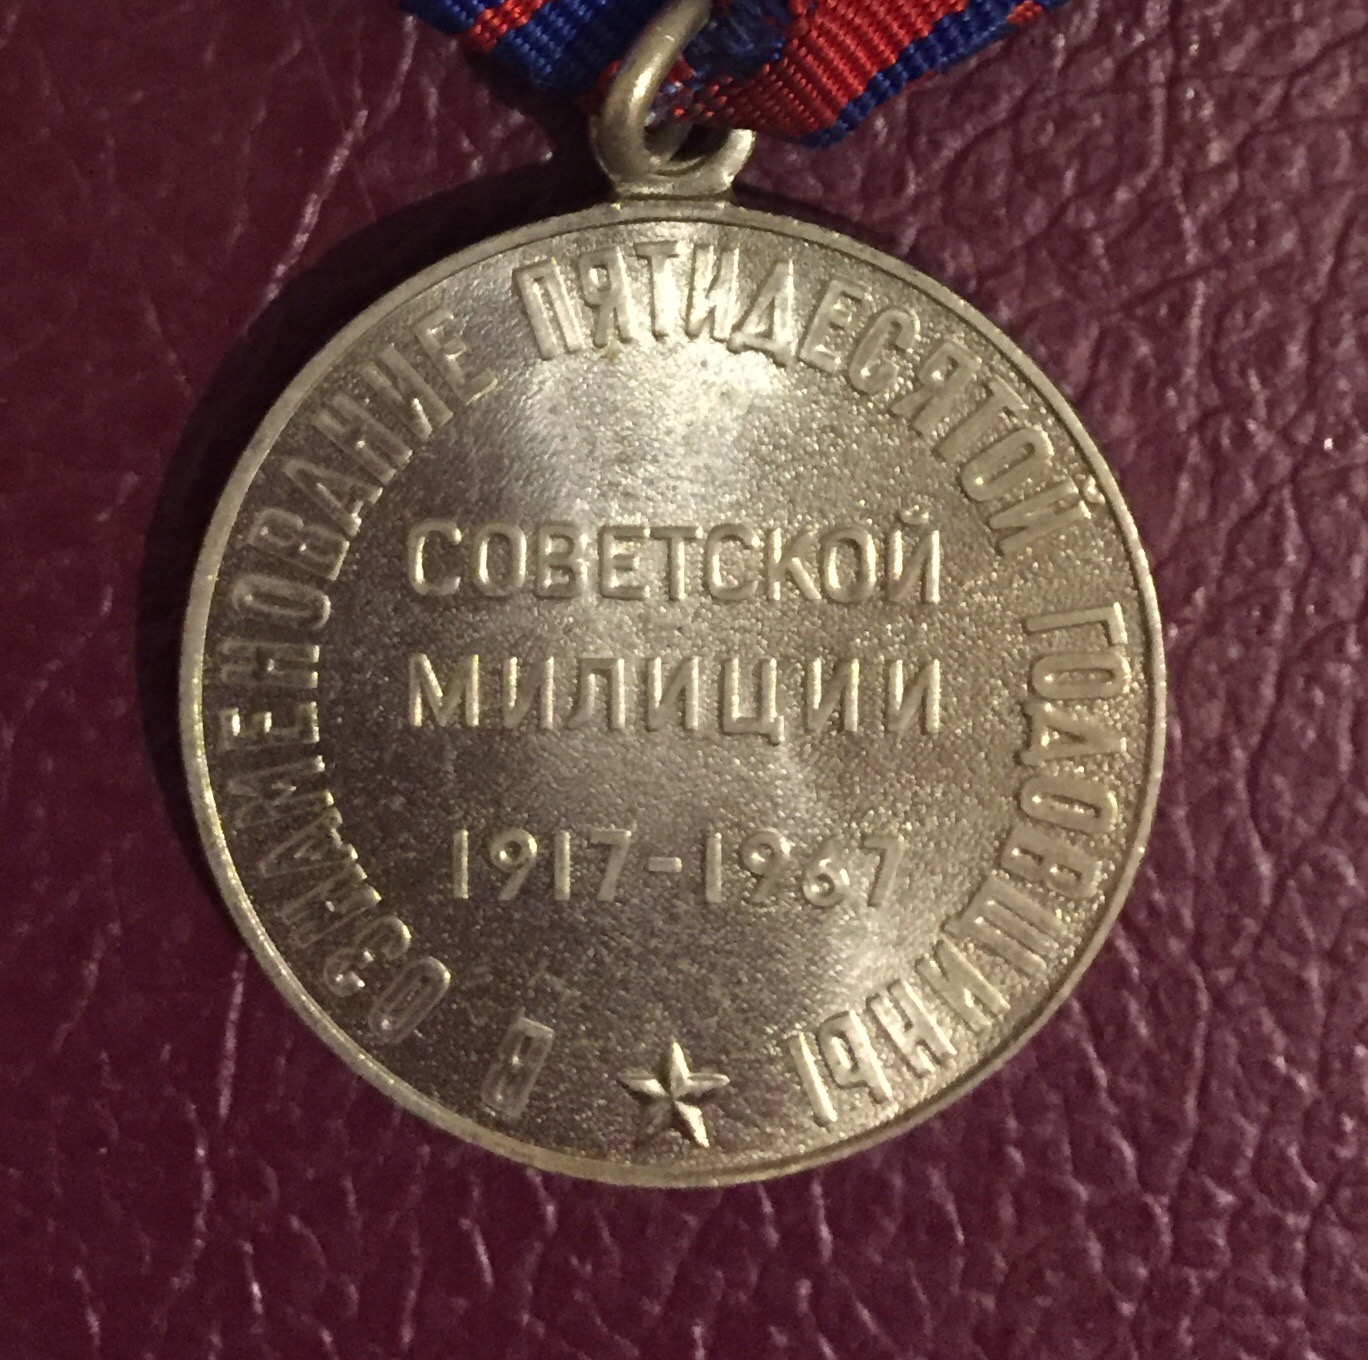 В ОЗНАМЕНОВАНИЕ ПЯТИДЕСЯТОЙ ГОДОВЩИНЫ
СОВЕТСКОЙ
МИЛИЦИИ
1917-1967